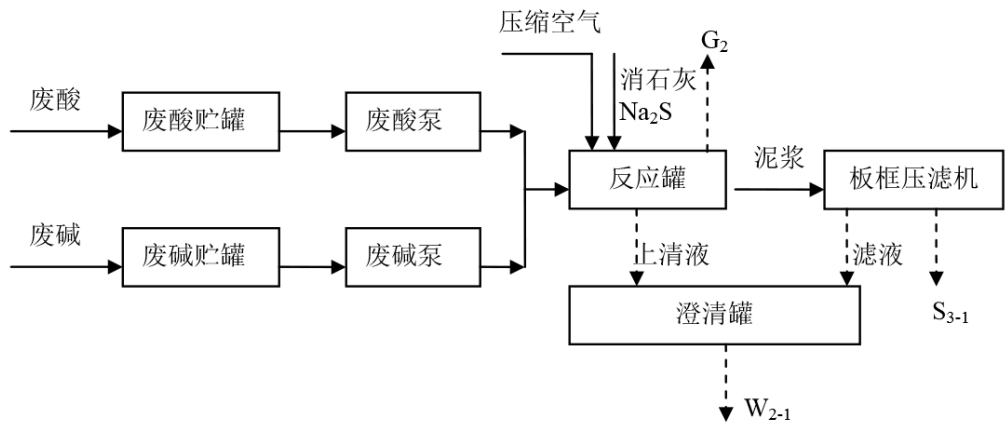 压缩空气
G₂
消石灰
Na₂S
废酸
废酸贮罐
废酸泵
反应罐
泥浆
板框压滤机
废碱
废碱贮罐
废碱泵
上清液
滤液
澄清罐
S₃₋₁
W₂₋₁